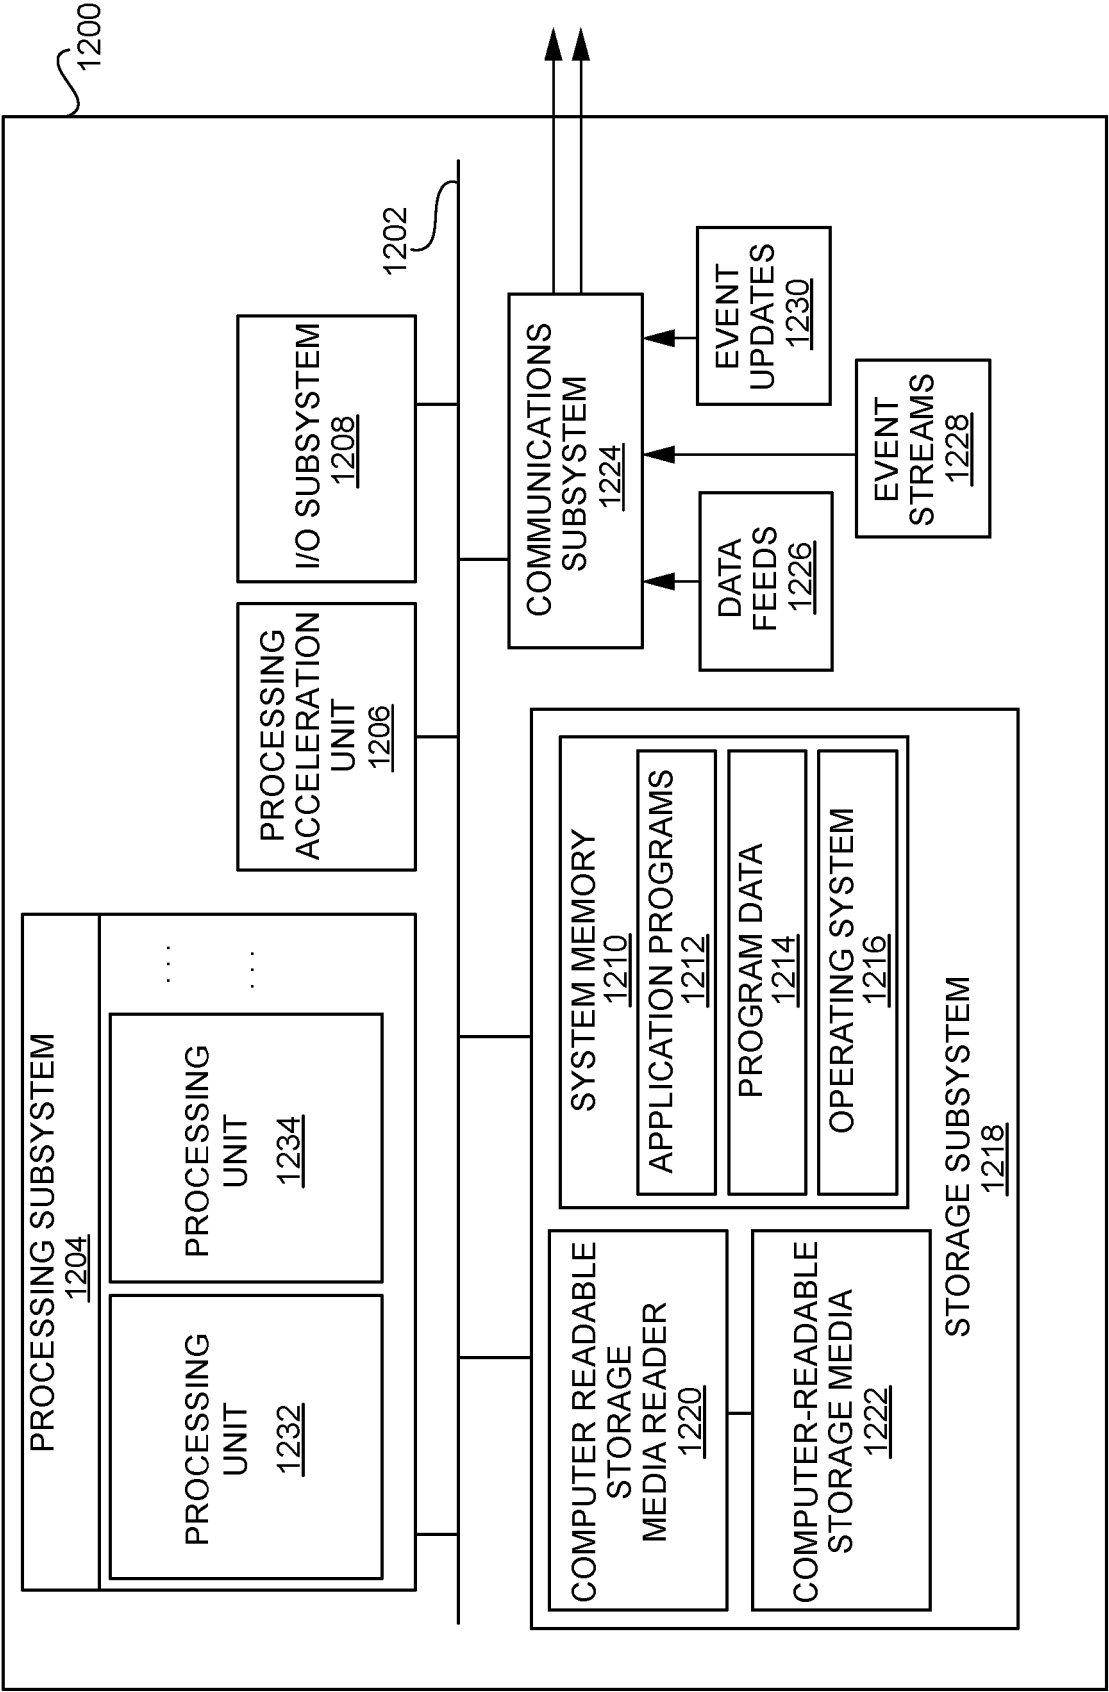 1200
PROCESSING SUBSYSTEM
1204
PROCESSING
UNIT
1232
PROCESSING
UNIT
1234
. . .
. . .
PROCESSING
ACCELERATION
UNIT
1206
I/O SUBSYSTEM
1208
1202
COMPUTER READABLE
STORAGE
MEDIA READER
1220
COMPUTER-READABLE
STORAGE MEDIA
1222
SYSTEM MEMORY
1210
APPLICATION PROGRAMS
1212
PROGRAM DATA
1214
OPERATING SYSTEM
1216
STORAGE SUBSYSTEM
1218
COMMUNICATIONS
SUBSYSTEM
1224
DATA
FEEDS
1226
EVENT
STREAMS
1228
EVENT
UPDATES
1230